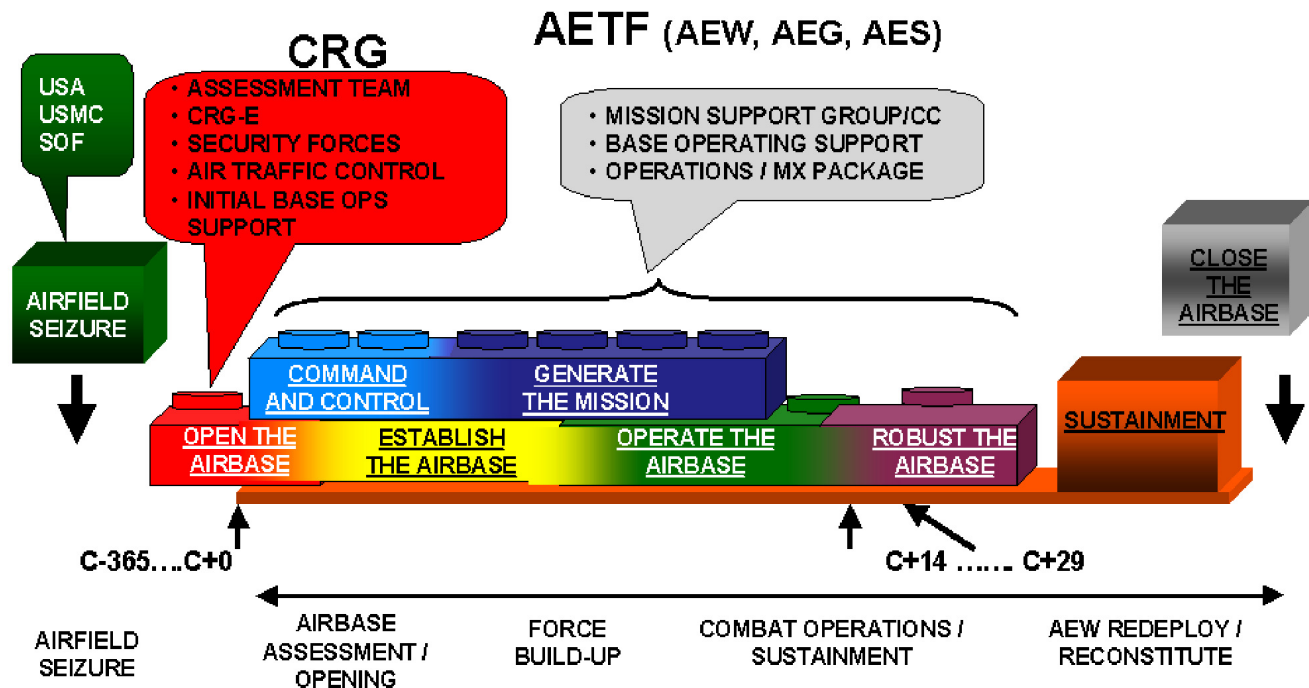 AETF (AEW, AEG, AES)
CRG
USA
USMC
SOF
• ASSESSMENT TEAM
• CRG-E
• SECURITY FORCES
• AIR TRAFFIC CONTROL
• INITIAL BASE OPS
SUPPORT
• MISSION SUPPORT GROUP/CC
• BASE OPERATING SUPPORT
• OPERATIONS / MX PACKAGE
AIRFIELD
SEIZURE
CLOSE
THE
AIRBASE
COMMAND
AND CONTROL
GENERATE
THE MISSION
OPEN THE
AIRBASE
ESTABLISH
THE AIRBASE
OPERATE THE
AIRBASE
ROBUST THE
AIRBASE
SUSTAINMENT
C-365....C+0
C+14 ....... C+29
AIRFIELD
SEIZURE
AIRBASE
ASSESSMENT /
OPENING
FORCE
BUILD-UP
COMBAT OPERATIONS /
SUSTAINMENT
AEW REDEPLOY /
RECONSTITUTE